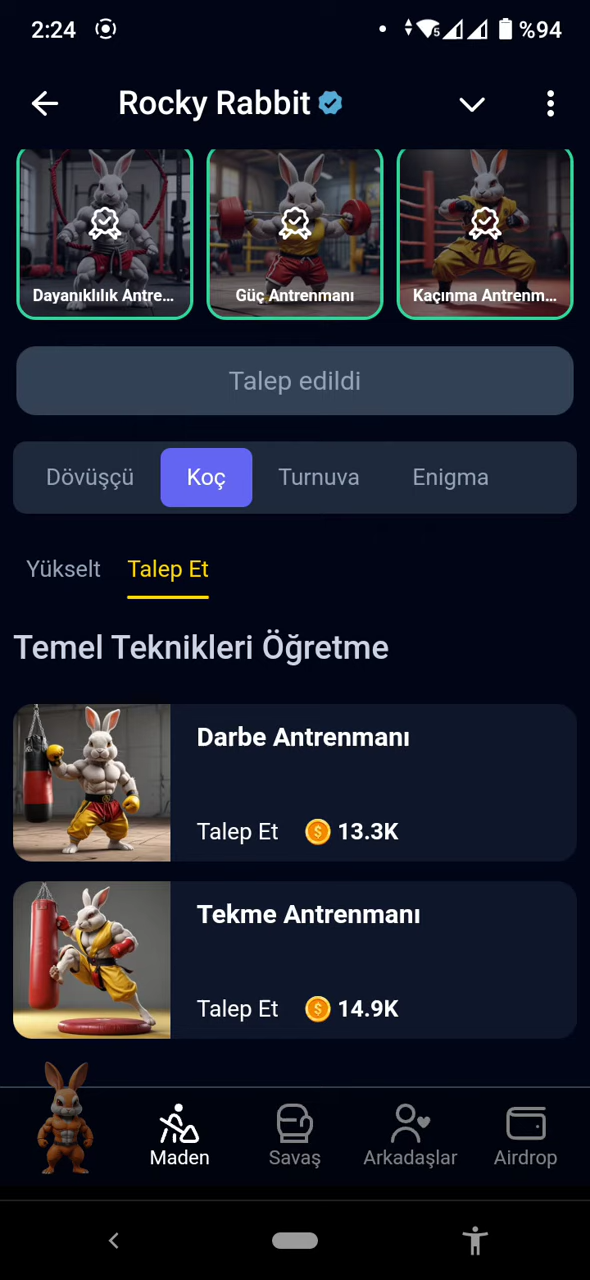 2:24
5
%94
Rocky Rabbit
Dayanıklılık Antre...
Güç Antrenmanı
Kaçınma Antrenm...
Talep edildi
Dövüşçü
Koç
Turnuva
Enigma
Yükselt
Talep Et
Temel Teknikleri Öğretme
Darbe Antrenmanı
Talep Et $ 13.3K
Tekme Antrenmanı
Talep Et $ 14.9K
Maden
Savaş
Arkadaşlar
Airdrop